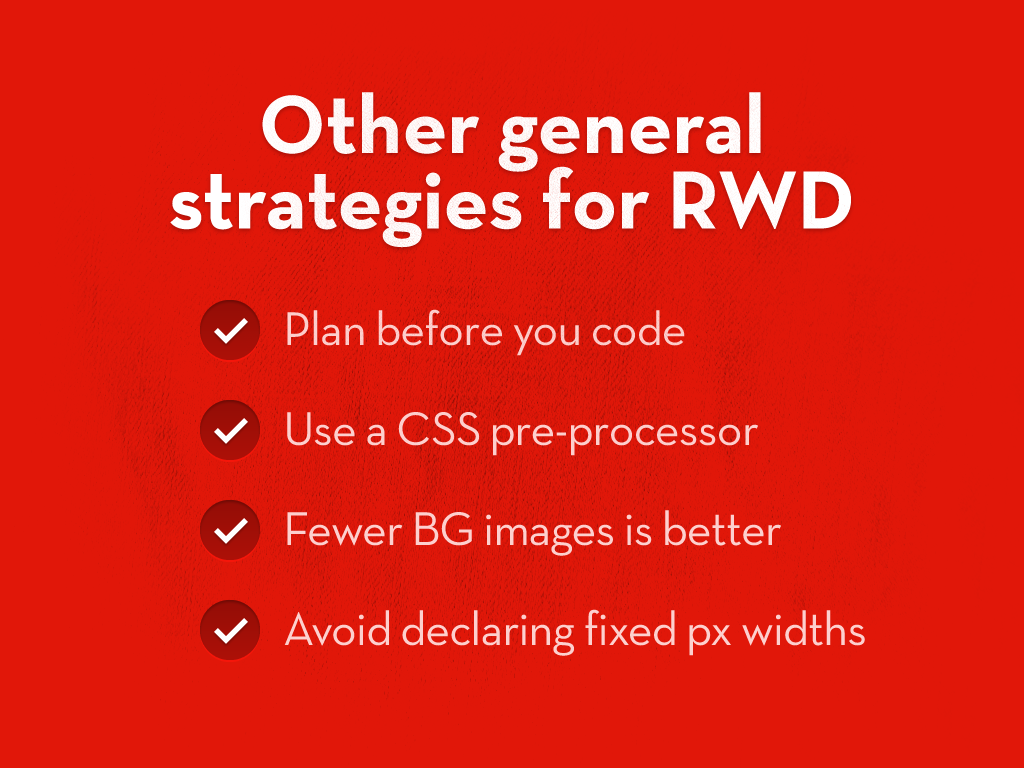 Other general
strategies for RWD
Plan before you code
Use a CSS pre-processor
Fewer BG images is better
Avoid declaring fixed px widths